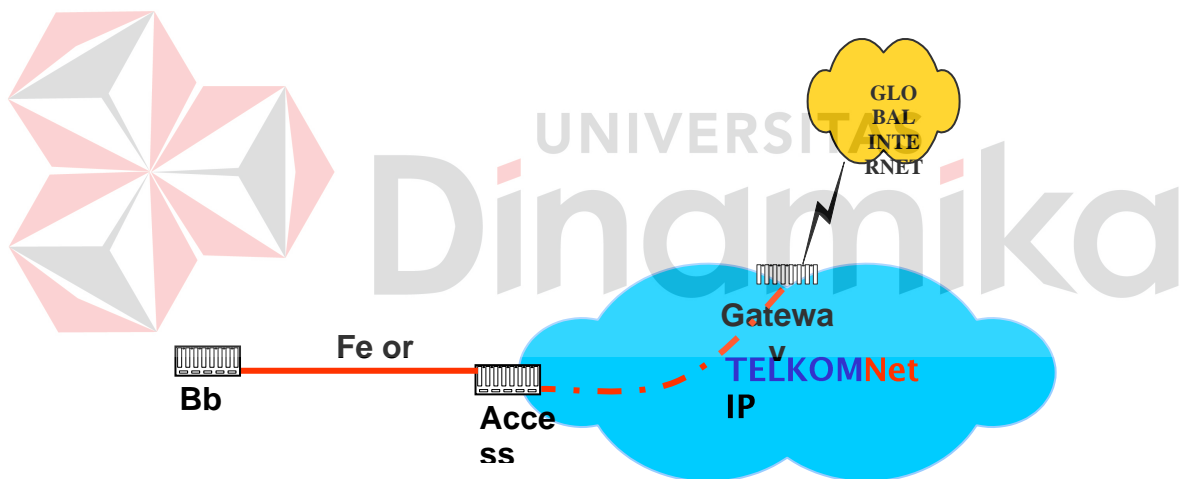 GLO
BAL
INTE
RNET
UNIVERSITAS
Dinamika
Gatewa
y
Fe or
TELKOMNet
IP
Bb
Acce
ss